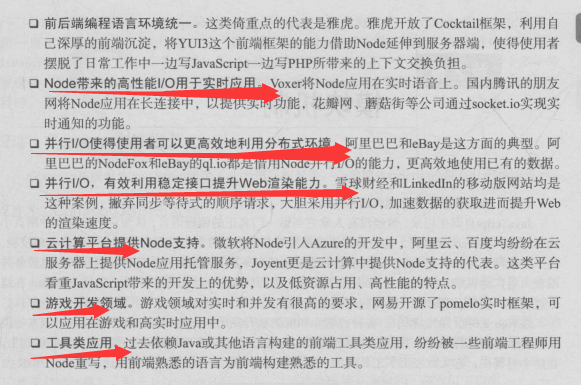 ❑ 前后端编程语言环境统一。这类倚重点的代表是雅虎。雅虎开放了Cocktail框架，利用自
己深厚的前端沉淀，将YUI3这个前端框架的能力借助Node延伸到服务器端，使得使用者
摆脱了日常工作中一边写JavaScript一边写PHP所带来的上下文交换负担。
❑ Node带来的高性能I/O用于实时应用。Voxer将Node应用在实时语音上。国内腾讯的朋友
网将Node应用在长连接中，以提供实时功能，花瓣网、蘑菇街等公司通过socket.io实现实
时通知的功能。
❑ 并行I/O使得使用者可以更高效地利用分布式环境。阿里巴巴和eBay是这方面的典型。阿
里巴巴的NodeFox和eBay的ql.io都是借用Node并行I/O的能力，更高效地使用已有的数据。
❑ 并行I/O，有效利用稳定接口提升Web渲染能力。雪球财经和LinkedIn的移动版网站均是
这种案例，撇弃同步等待式的顺序请求，大胆采用并行I/O，加速数据的获取进而提升Web
的渲染速度。
❑ 云计算平台提供Node支持。微软将Node引入Azure的开发中，阿里云、百度均纷纷在云
服务器上提供Node应用托管服务，Joyent更是云计算中提供Node支持的代表。这类平台
看重JavaScript带来的开发上的优势，以及低资源占用、高性能的特点。
❑ 游戏开发领域。游戏领域对实时和并发有很高的要求，网易开源了pomelo实时框架，可
以应用在游戏和高实时应用中。
❑ 工具类应用。过去依赖Java或其他语言构建的前端工具类应用，纷纷被一些前端工程师用
Node重写，用前端熟悉的语言为前端构建熟悉的工具。